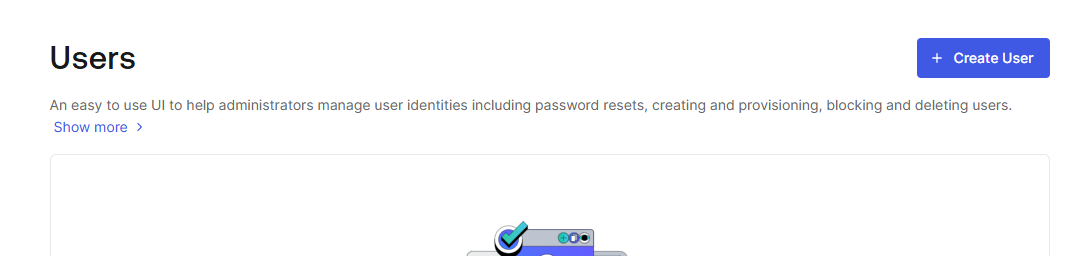 Users
+ Create User
An easy to use UI to help administrators manage user identities including password resets, creating and provisioning, blocking and deleting users.
Show more >